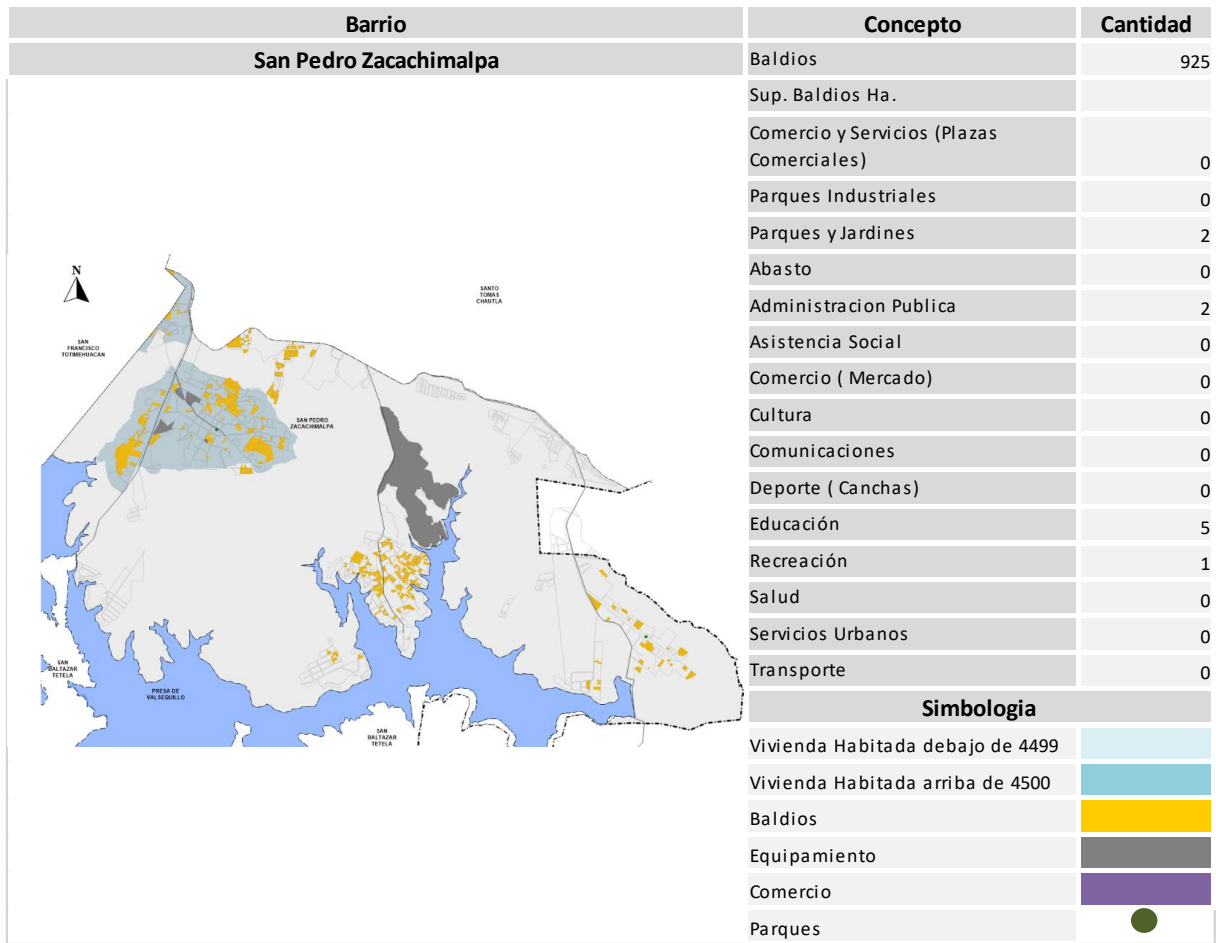 Barrio
San Pedro Zacachimalpa
N
SANTO
TOMAS
CHAUTLA
SAN
FRANCISCO
TOTIMEHUACAN
SAN PEDRO
ZACACHIMALPA
SAN
BALTAZAR
TETELA
PRESA DE
VALSEQUILLO
SAN
BALTAZAR
TETELA
Concepto Cantidad
Baldios 925
Sup. Baldios Ha.
Comercio y Servicios (Plazas
Comerciales) 0
Parques Industriales 0
Parques y Jardines 2
Abasto 0
Administracion Publica 2
Asistencia Social 0
Comercio ( Mercado) 0
Cultura 0
Comunicaciones 0
Deporte ( Canchas) 0
Educación 5
Recreación 1
Salud 0
Servicios Urbanos 0
Transporte 0
Simbologia
Vivienda Habitada debajo de 4499
Vivienda Habitada arriba de 4500
Baldios
Equipamiento
Comercio
Parques